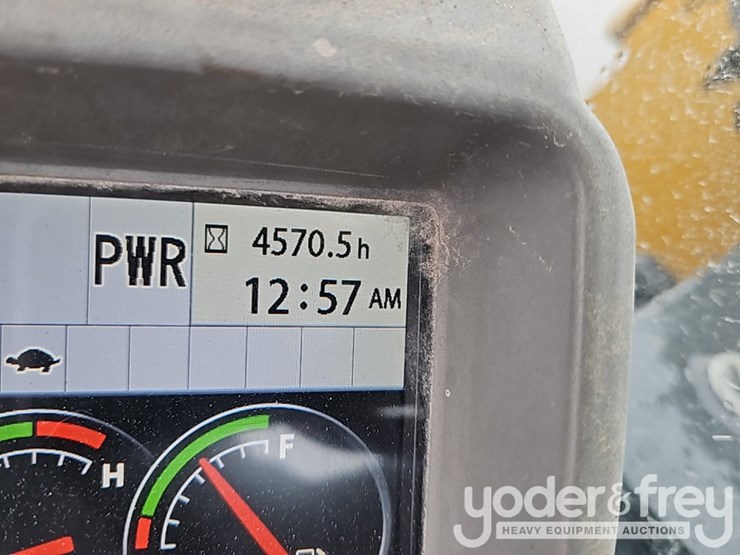 PWR
4570.5h
12:57 AM
H
F
yoder&frey
HEAVY EQUIPMENT AUCTIONS